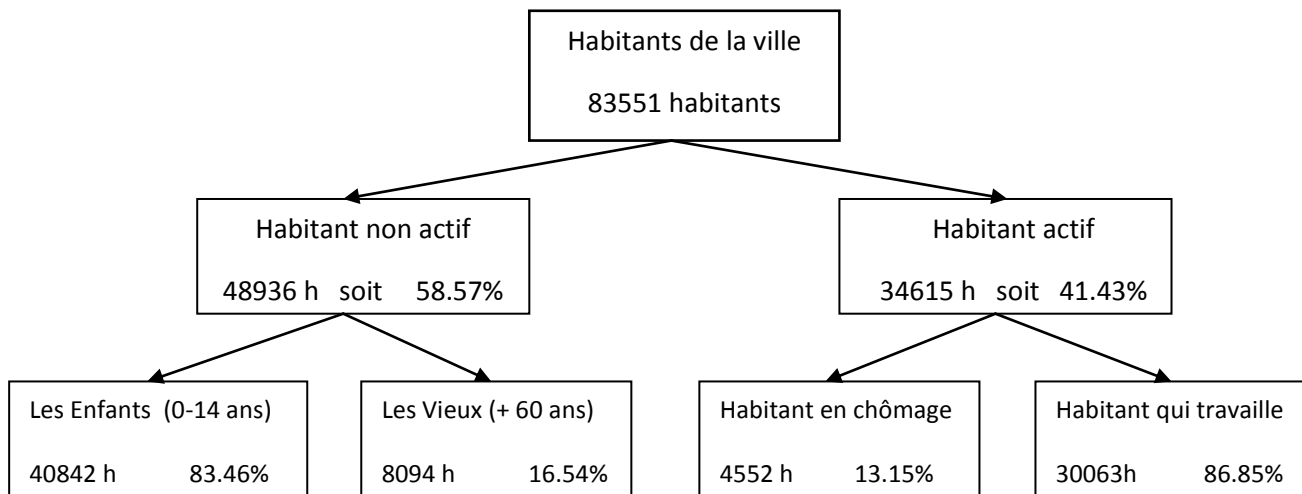 Habitants de la ville
83551 habitants
Habitant non actif
48936 h soit 58.57%
Habitant actif
34615 h soit 41.43%
Les Enfants (0-14 ans)
40842 h 83.46%
Les Vieux (+ 60 ans)
8094 h 16.54%
Habitant en chômage
4552 h 13.15%
Habitant qui travaille
30063h 86.85%